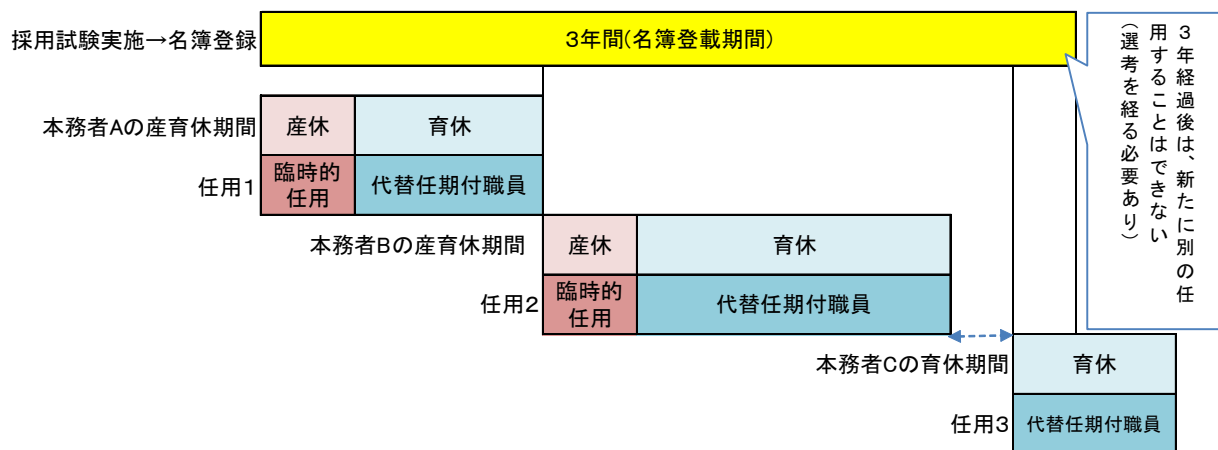 採用試験実施→名簿登録
3年間(名簿登載期間)
3年経過後は、新たに別の任
用することはできない
（選考を経る必要あり）
本務者Aの産育休期間
産休
育休
任用1
臨時的
任用
代替任期付職員
本務者Bの産育休期間
産休
育休
任用2
臨時的
任用
代替任期付職員
本務者Cの育休期間
育休
任用3
代替任期付職員